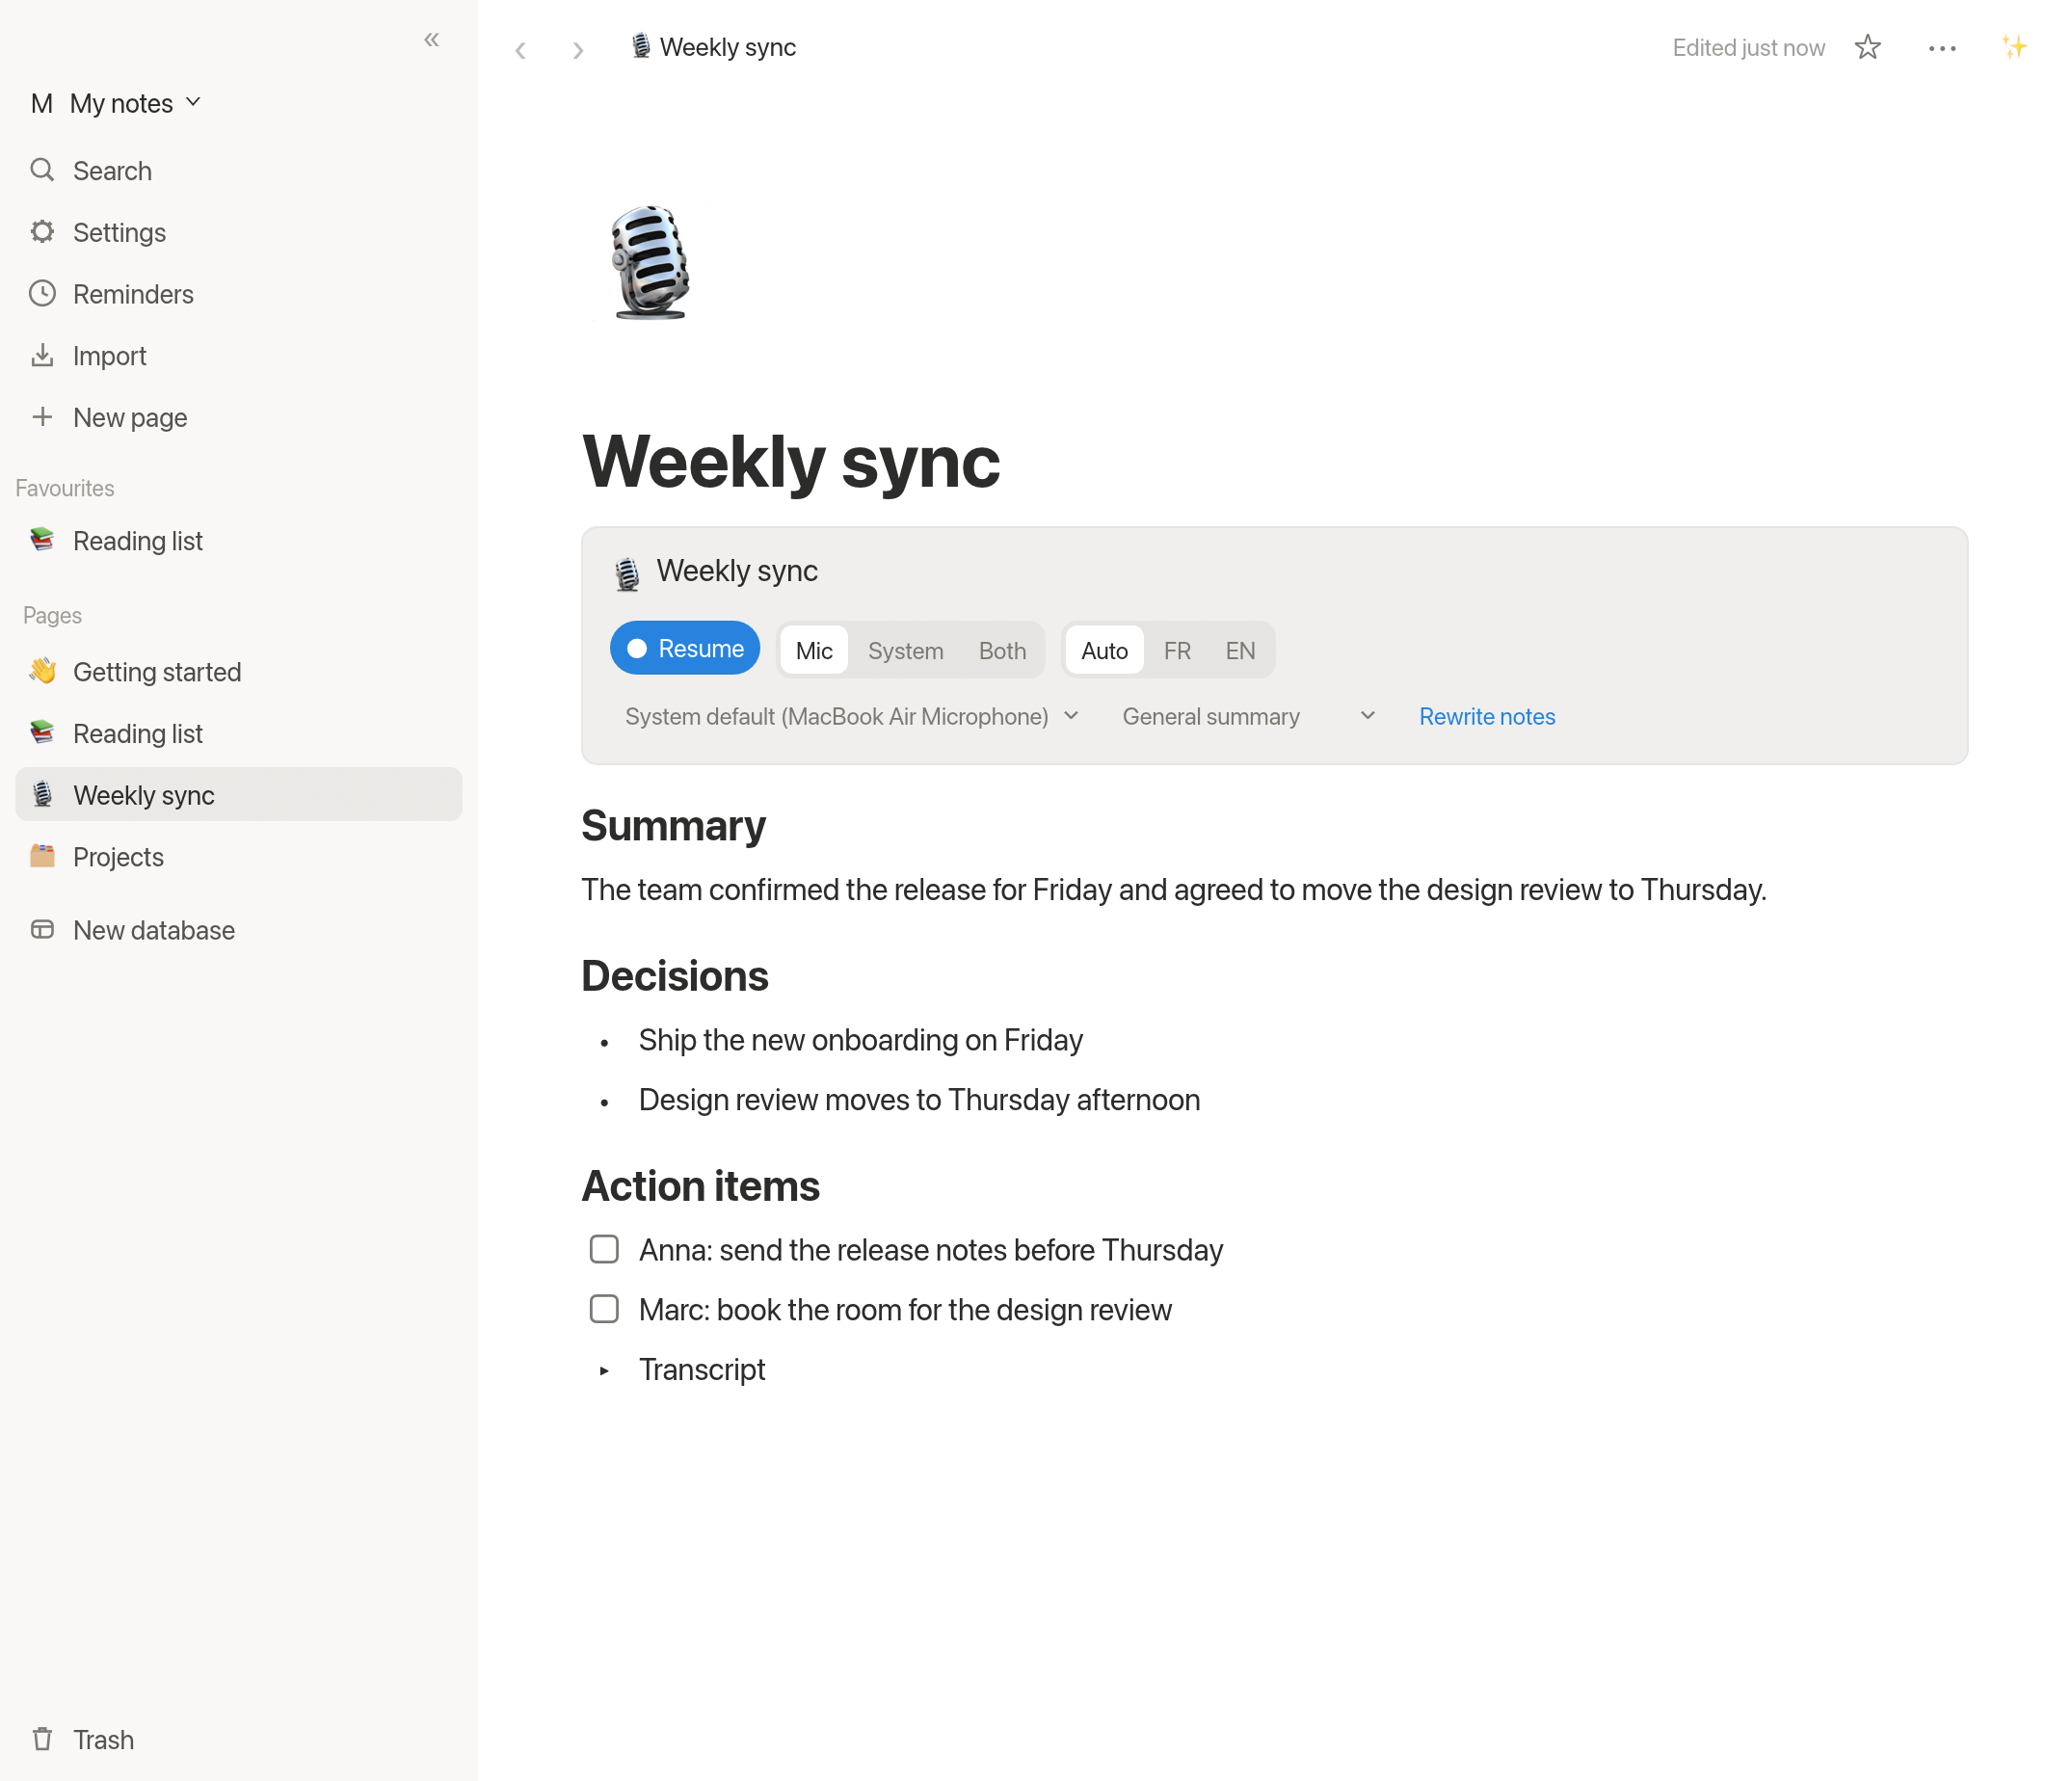 M My notes
Search
Settings
Reminders
Import
New page
Favourites
Reading list
Pages
Getting started
Reading list
Weekly sync
Projects
New database
Trash
Weekly sync
Edited just now
Weekly sync
Weekly sync
Resume Mic System Both Auto FR EN
System default (MacBook Air Microphone) General summary Rewrite notes
Summary
The team confirmed the release for Friday and agreed to move the design review to Thursday.
Decisions
• Ship the new onboarding on Friday
• Design review moves to Thursday afternoon
Action items
Anna: send the release notes before Thursday
Marc: book the room for the design review
Transcript